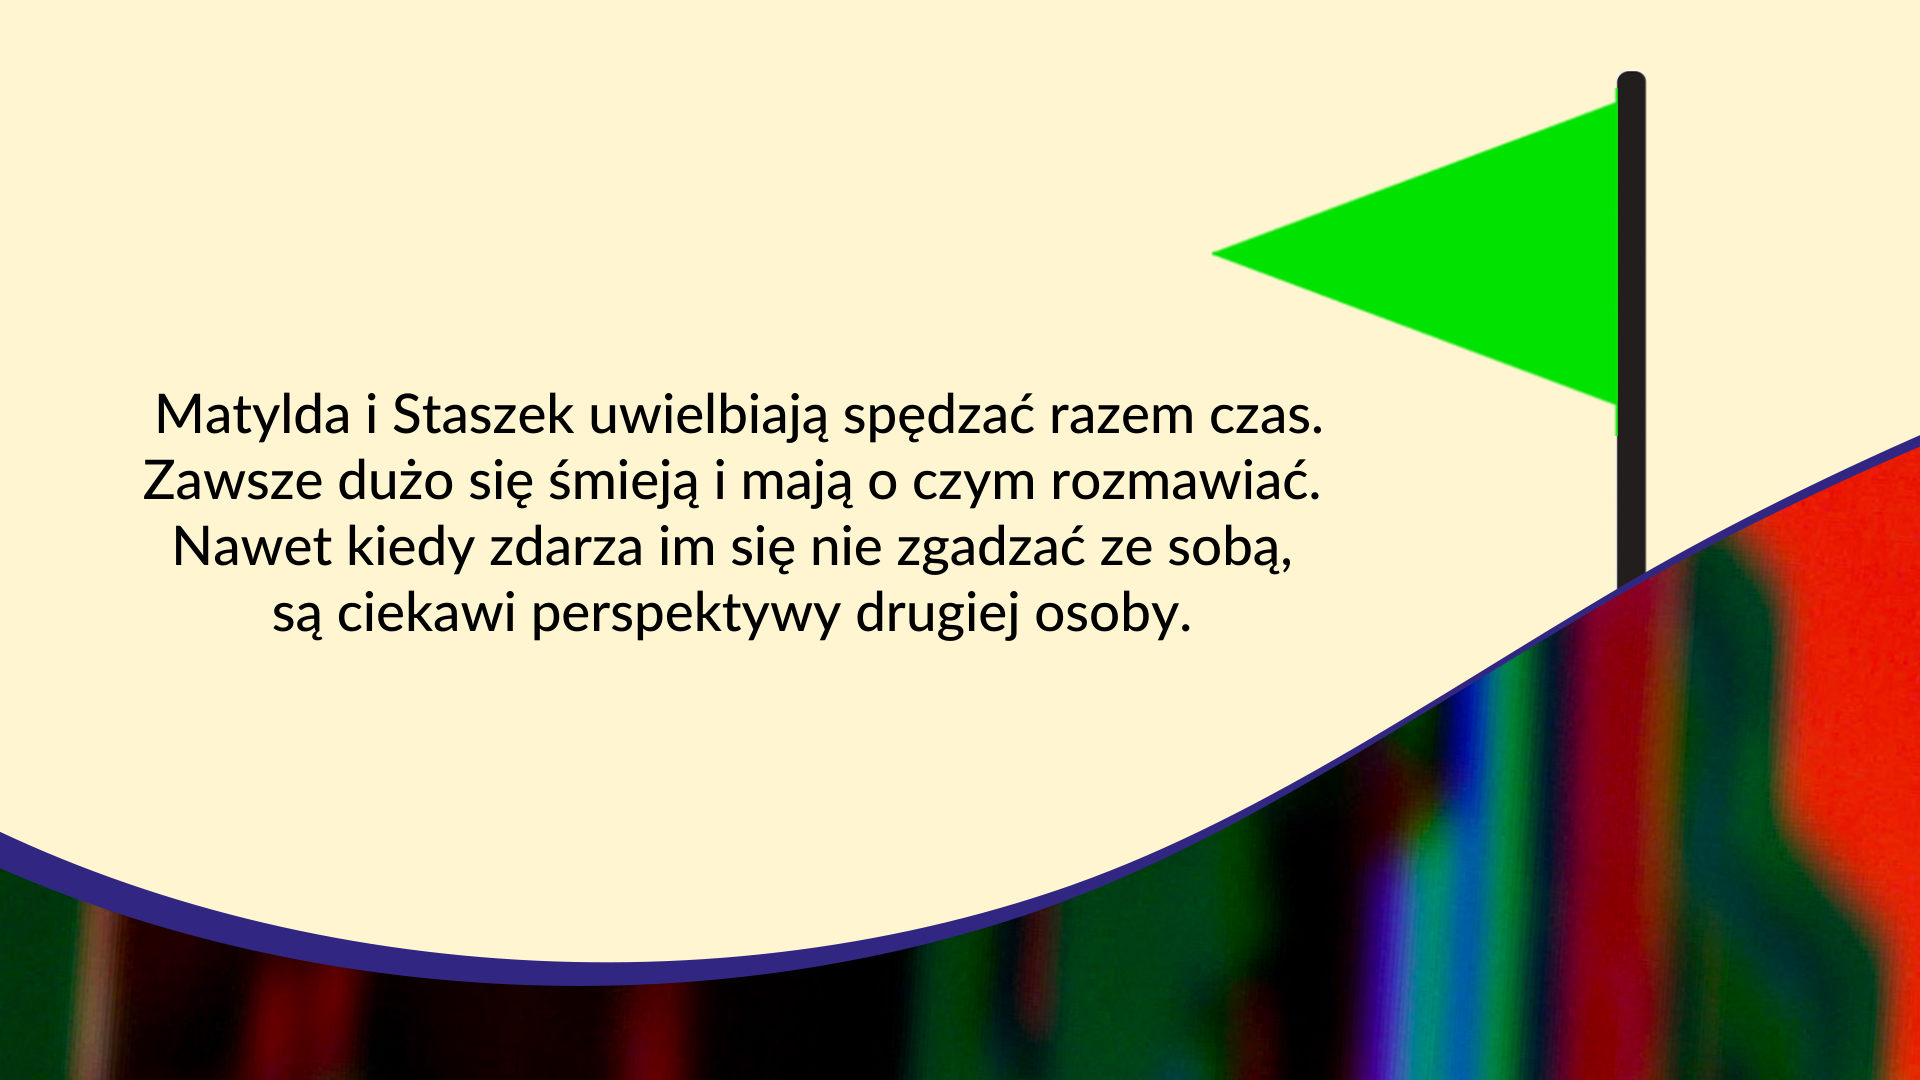 Matylda i Staszek uwielbiają spędzać razem czas.
Zawsze dużo się śmieją i mają o czym rozmawiać.
Nawet kiedy zdarza im się nie zgadzać ze sobą,
są ciekawi perspektywy drugiej osoby.